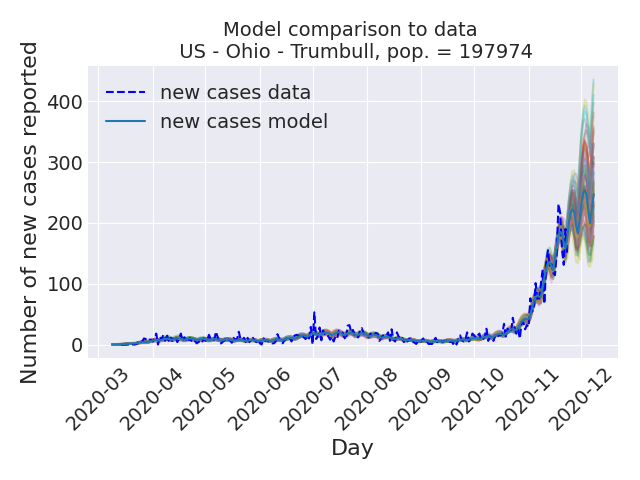 Model comparison to data
US - Ohio - Trumbull, pop. = 197974
Number of new cases reported
400
300
200
100
0
new cases data
new cases model
2020-03
2020-04
2020-05
2020-06
2020-07
2020-08
2020-09
2020-10
2020-11
2020-12
Day